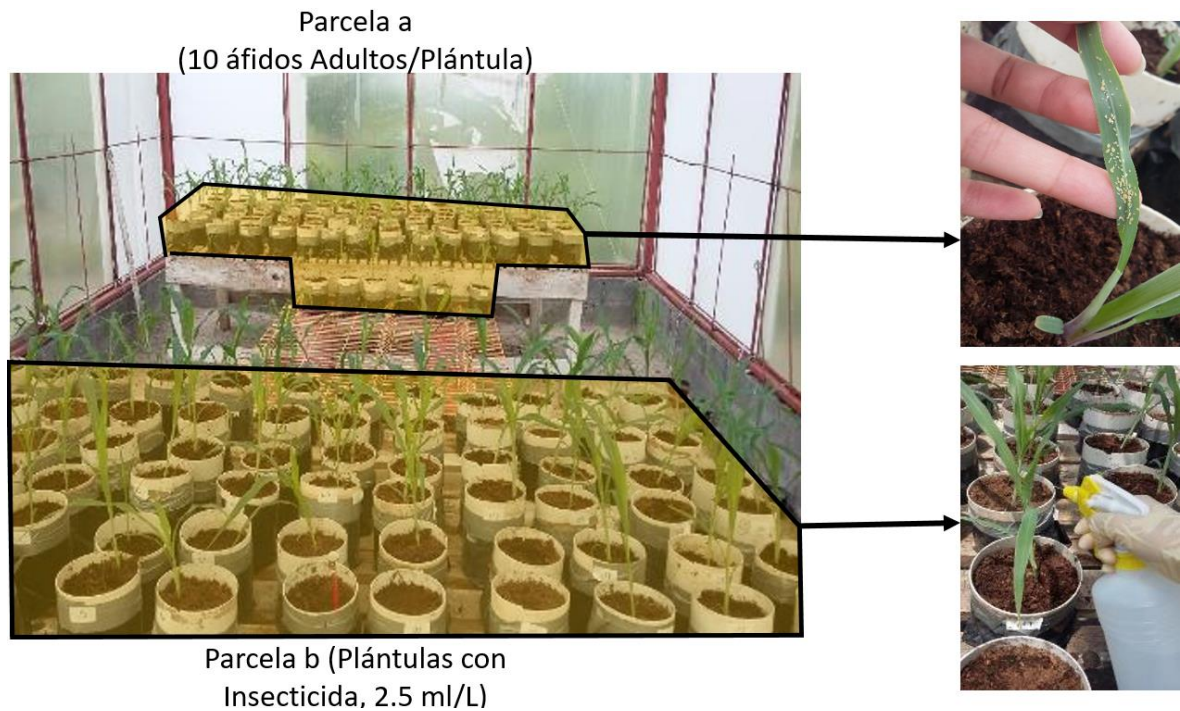 Parcela a
(10 áfidos Adultos/Plántula)
Parcela b (Plántulas con
Insecticida, 2.5 ml/L)